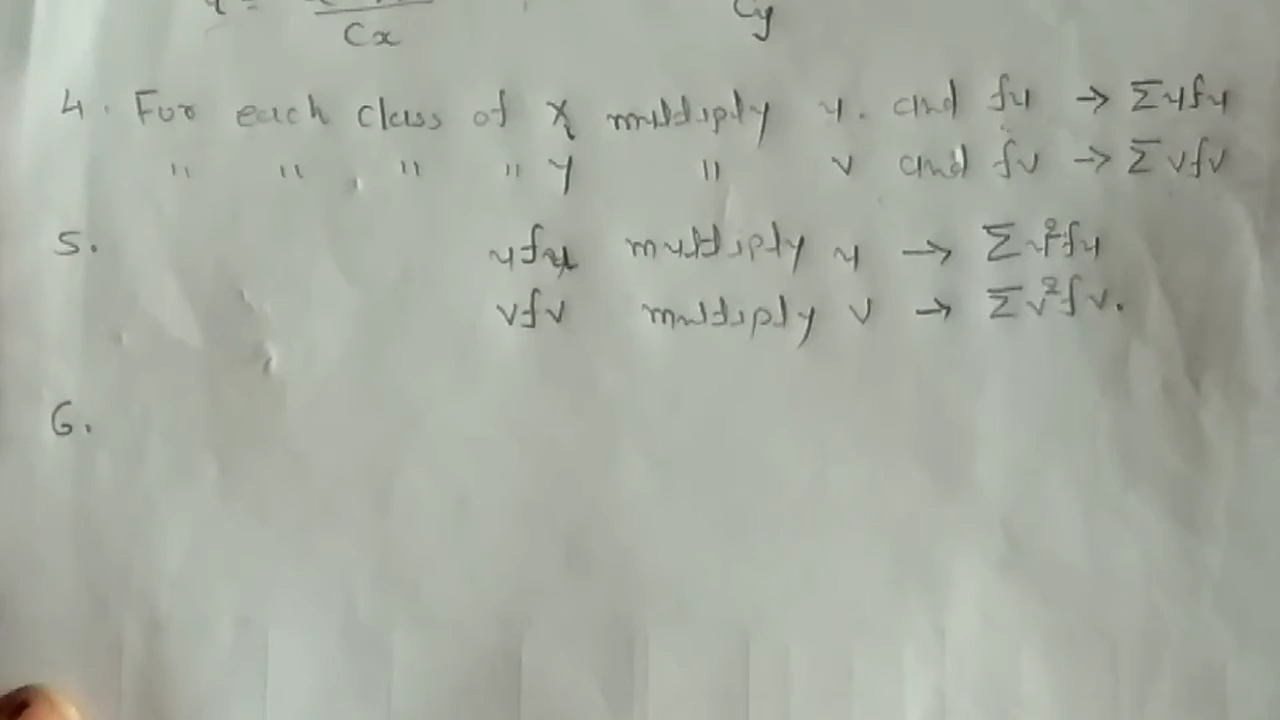 Cx Cy
4. For each class of X multiply u. and fu → Σufu
" " " " y " v and fv → Σvfv
5. ufu multiply u → Σu²fu
vfv multiply v → Σv²fv.
6.